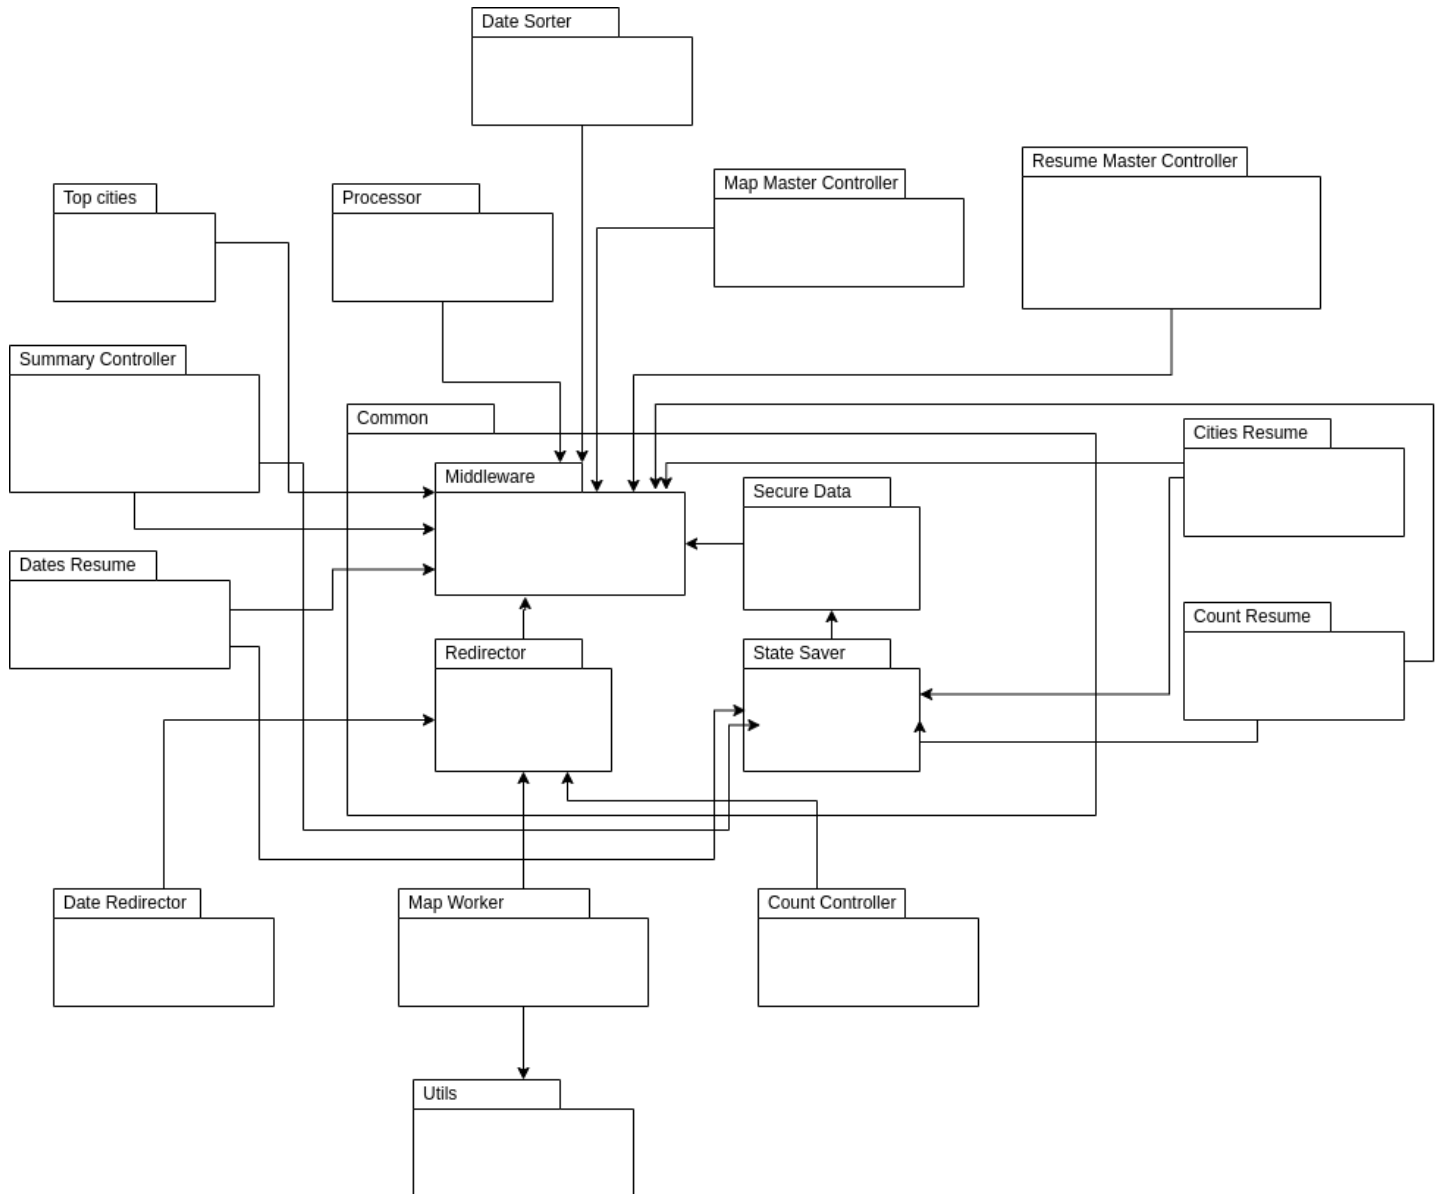 Date Sorter
Resume Master Controller
Map Master Controller
Top cities
Processor
Summary Controller
Common
Cities Resume
Middleware
Secure Data
Dates Resume
Count Resume
Redirector
State Saver
Date Redirector
Map Worker
Count Controller
Utils